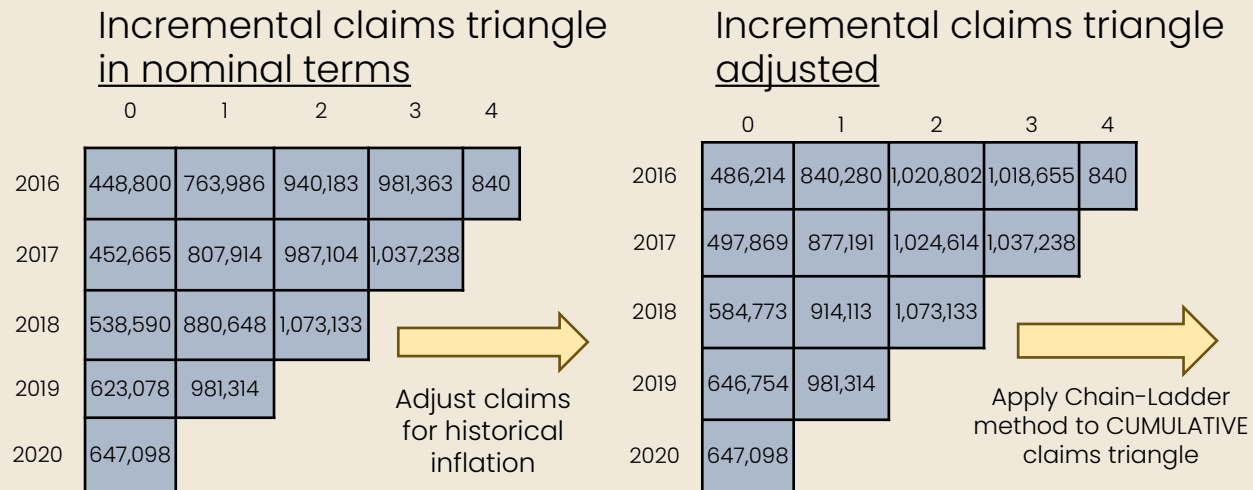 Incremental claims triangle
in nominal terms
0 1 2 3 4
2016 448,800 763,986 940,183 981,363 840
2017 452,665 807,914 987,104 1,037,238
2018 538,590 880,648 1,073,133
2019 623,078 981,314
2020 647,098
Adjust claims
for historical
inflation
Incremental claims triangle
adjusted
0 1 2 3 4
2016 486,214 840,280 1,020,802 1,018,655 840
2017 497,869 877,191 1,024,614 1,037,238
2018 584,773 914,113 1,073,133
2019 646,754 981,314
2020 647,098
Apply Chain-Ladder
method to CUMULATIVE
claims triangle